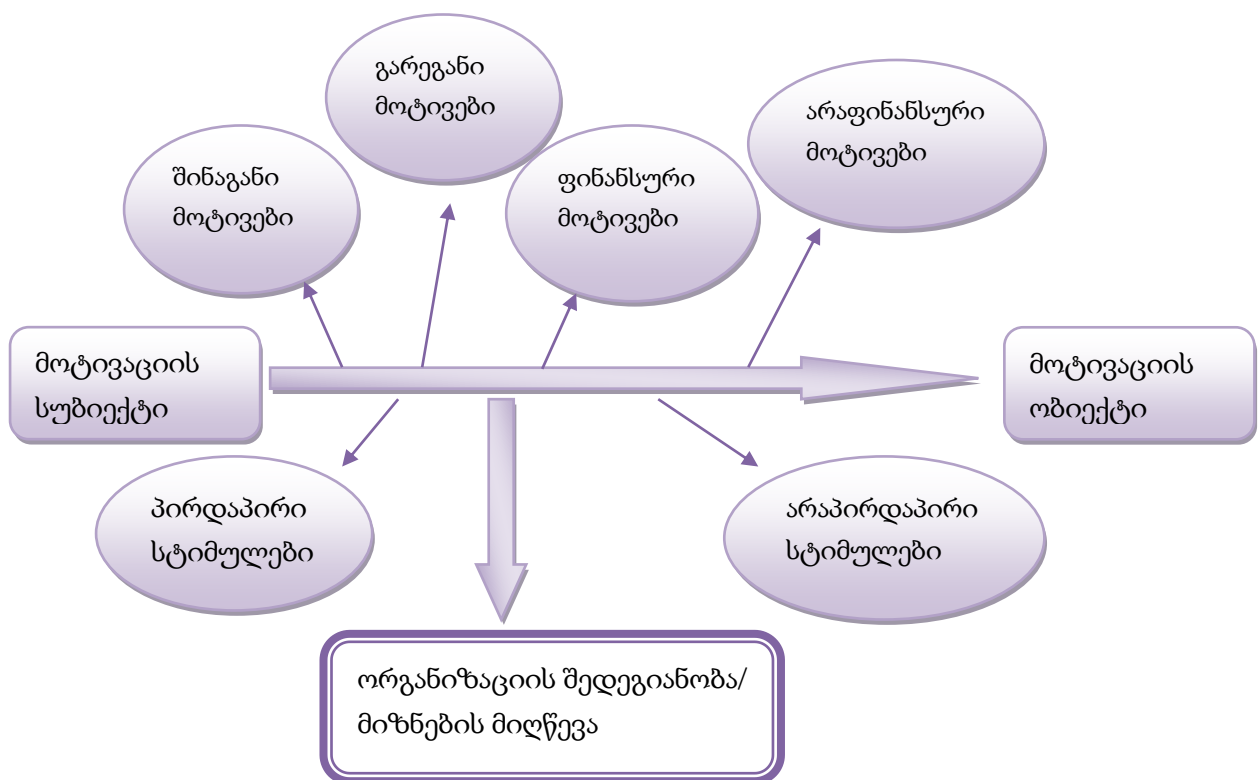 გარეგანი
მოტივები
არაფინანსური
მოტივები
შინაგანი
მოტივები
ფინანსური
მოტივები
მოტივაციის
სუბიექტი
მოტივაციის
ობიექტი
პირდაპირი
სტიმულები
არაპირდაპირი
სტიმულები
ორგანიზაციის შედეგიანობა/
მიზნების მიღწევა